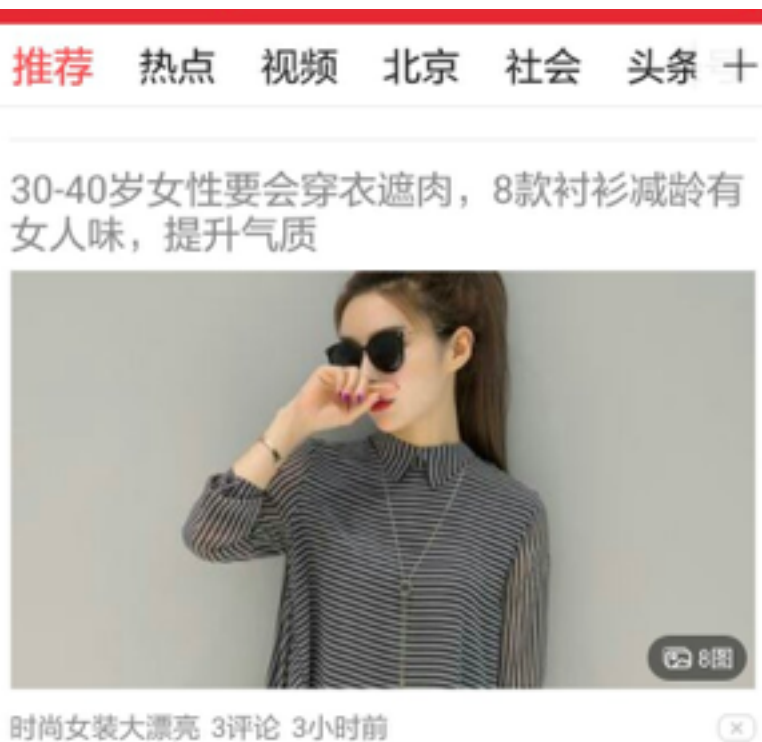 推荐 热点 视频 北京 社会 头条
30-40岁女性要会穿衣遮肉，8款衬衫减龄有
女人味，提升气质
8图
时尚女装大漂亮 3评论 3小时前